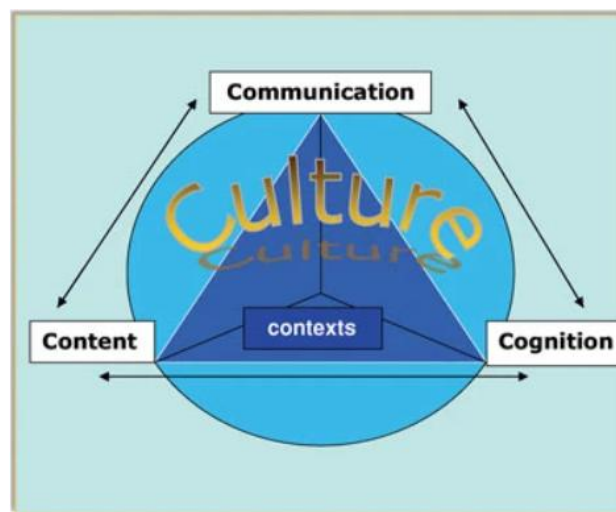 Communication
Culture
Culture
contexts
Content
Cognition